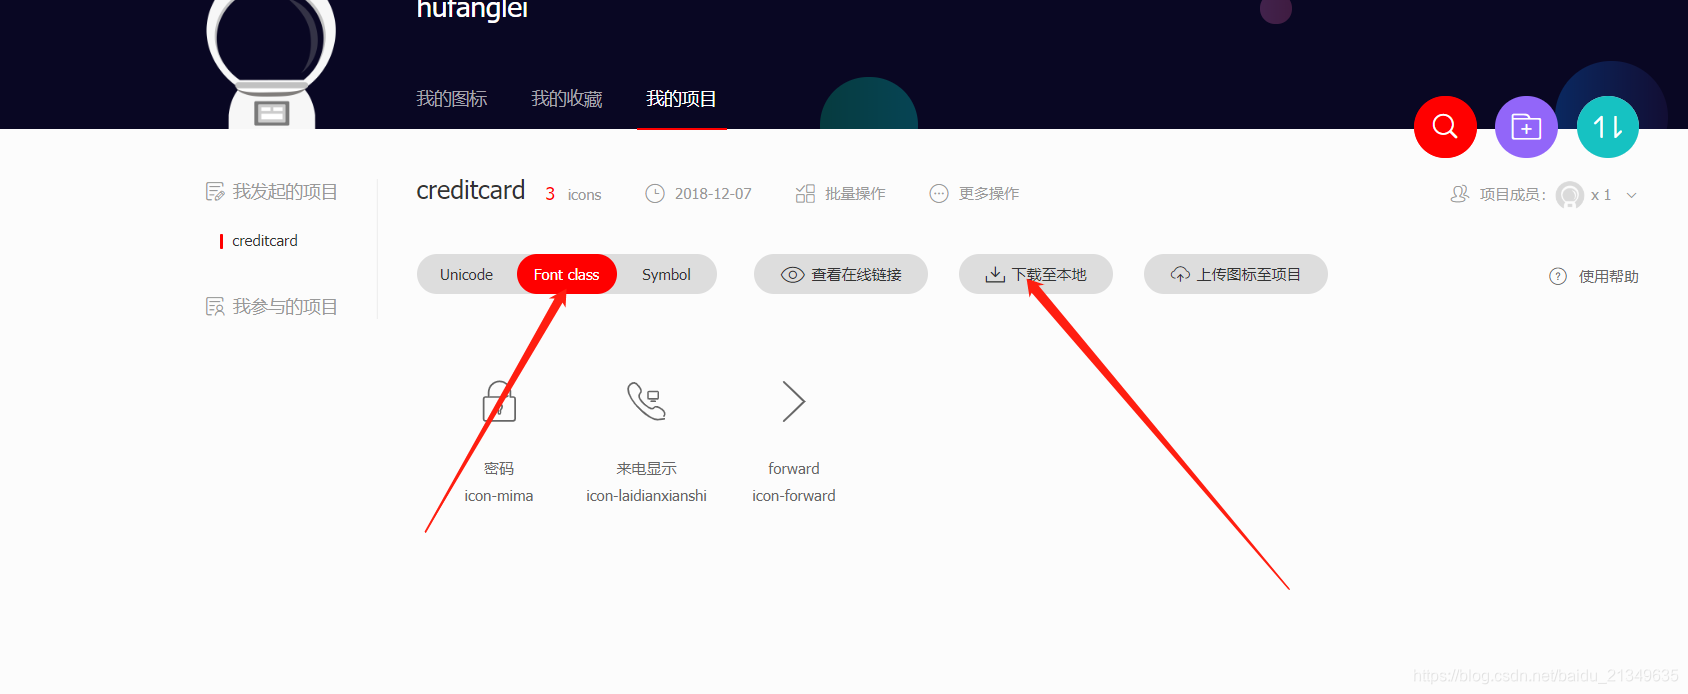 hufanglei
我的图标 我的收藏 我的项目
我发起的项目
creditcard
我参与的项目
creditcard 3 icons 2018-12-07 批量操作 更多操作 项目成员: x 1
Unicode Font class Symbol 查看在线链接 下载至本地 上传图标至项目 使用帮助
密码 来电显示 forward
icon-mima icon-laidianxianshi icon-forward
https://blog.csdn.net/baidu_21349635